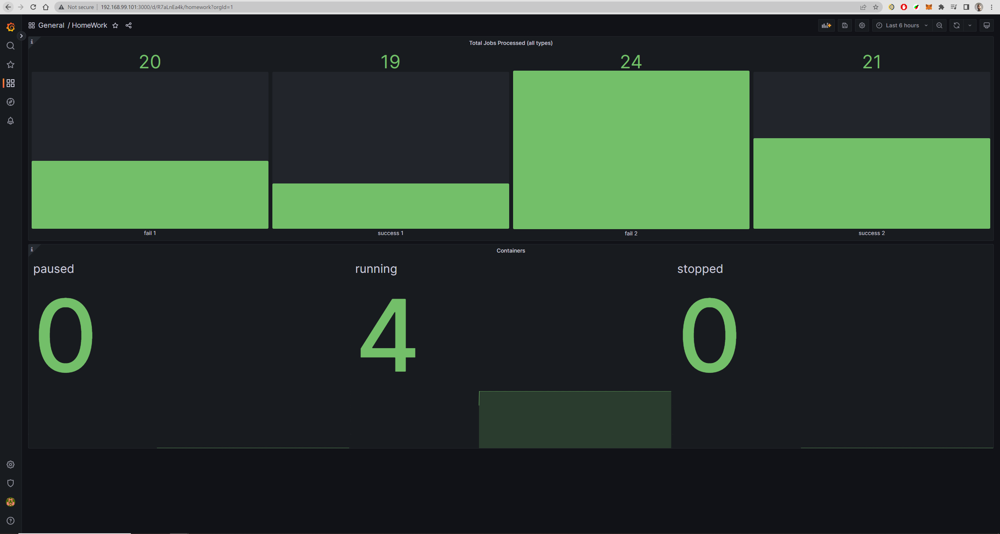 Not secure 192.168.99.101:3000/d/R7aLnEa4k/homework?orgId=1
General / HomeWork
Last 6 hours
Total Jobs Processed (all types)
20 19 24 21
fail 1 success 1 fail 2 success 2
Containers
paused running stopped
0 4 0